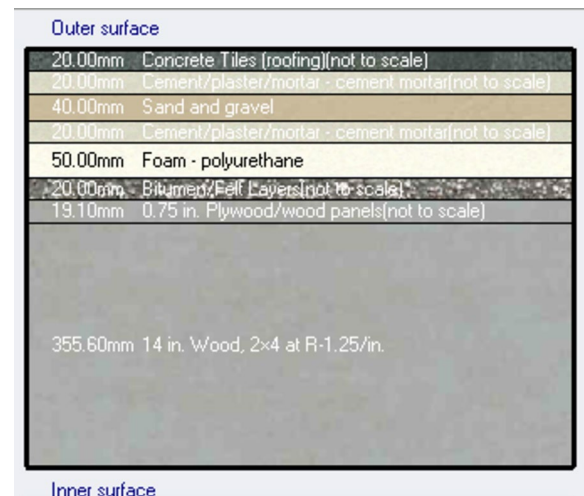 Outer surface
20.00mm Concrete Tiles (roofing)(not to scale)
20.00mm Cement/plaster/mortar - cement mortar(not to scale)
40.00mm Sand and gravel
20.00mm Cement/plaster/mortar - cement mortar(not to scale)
50.00mm Foam - polyurethane
20.00mm Bitumen/Felt Layers(not to scale)
19.10mm 0.75 in. Plywood/wood panels(not to scale)
355.60mm 14 in. Wood, 2×4 at R-1.25/in.
Inner surface